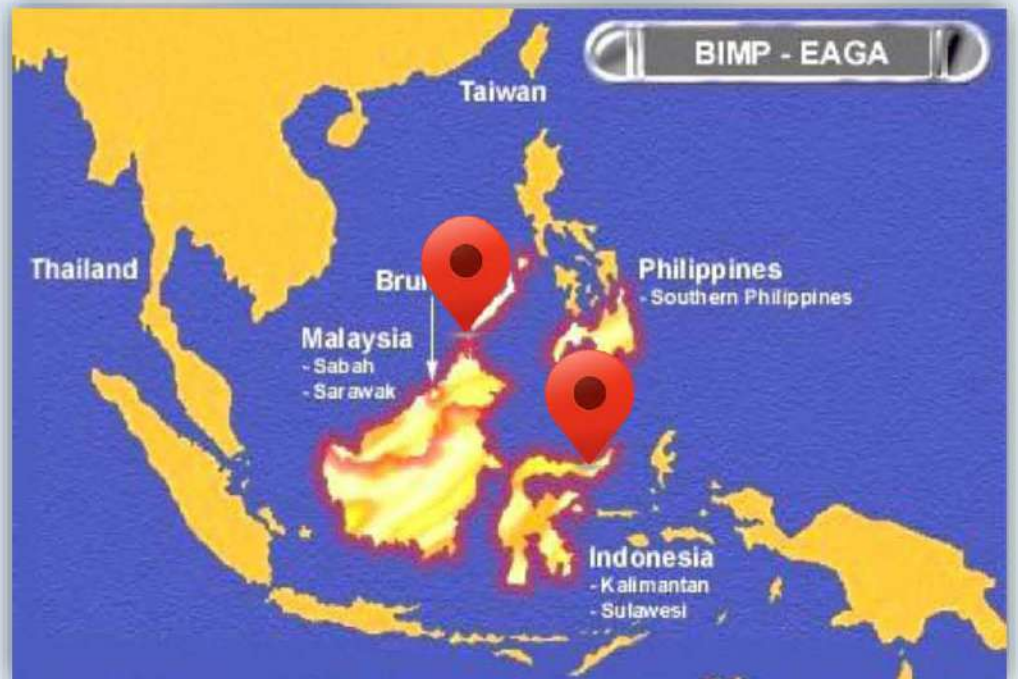 BIMP - EAGA
Taiwan
Thailand
Philippines
- Southern Philippines
Malaysia
- Sabah
- Sarawak
Indonesia
- Kalimantan
- Sulawesi